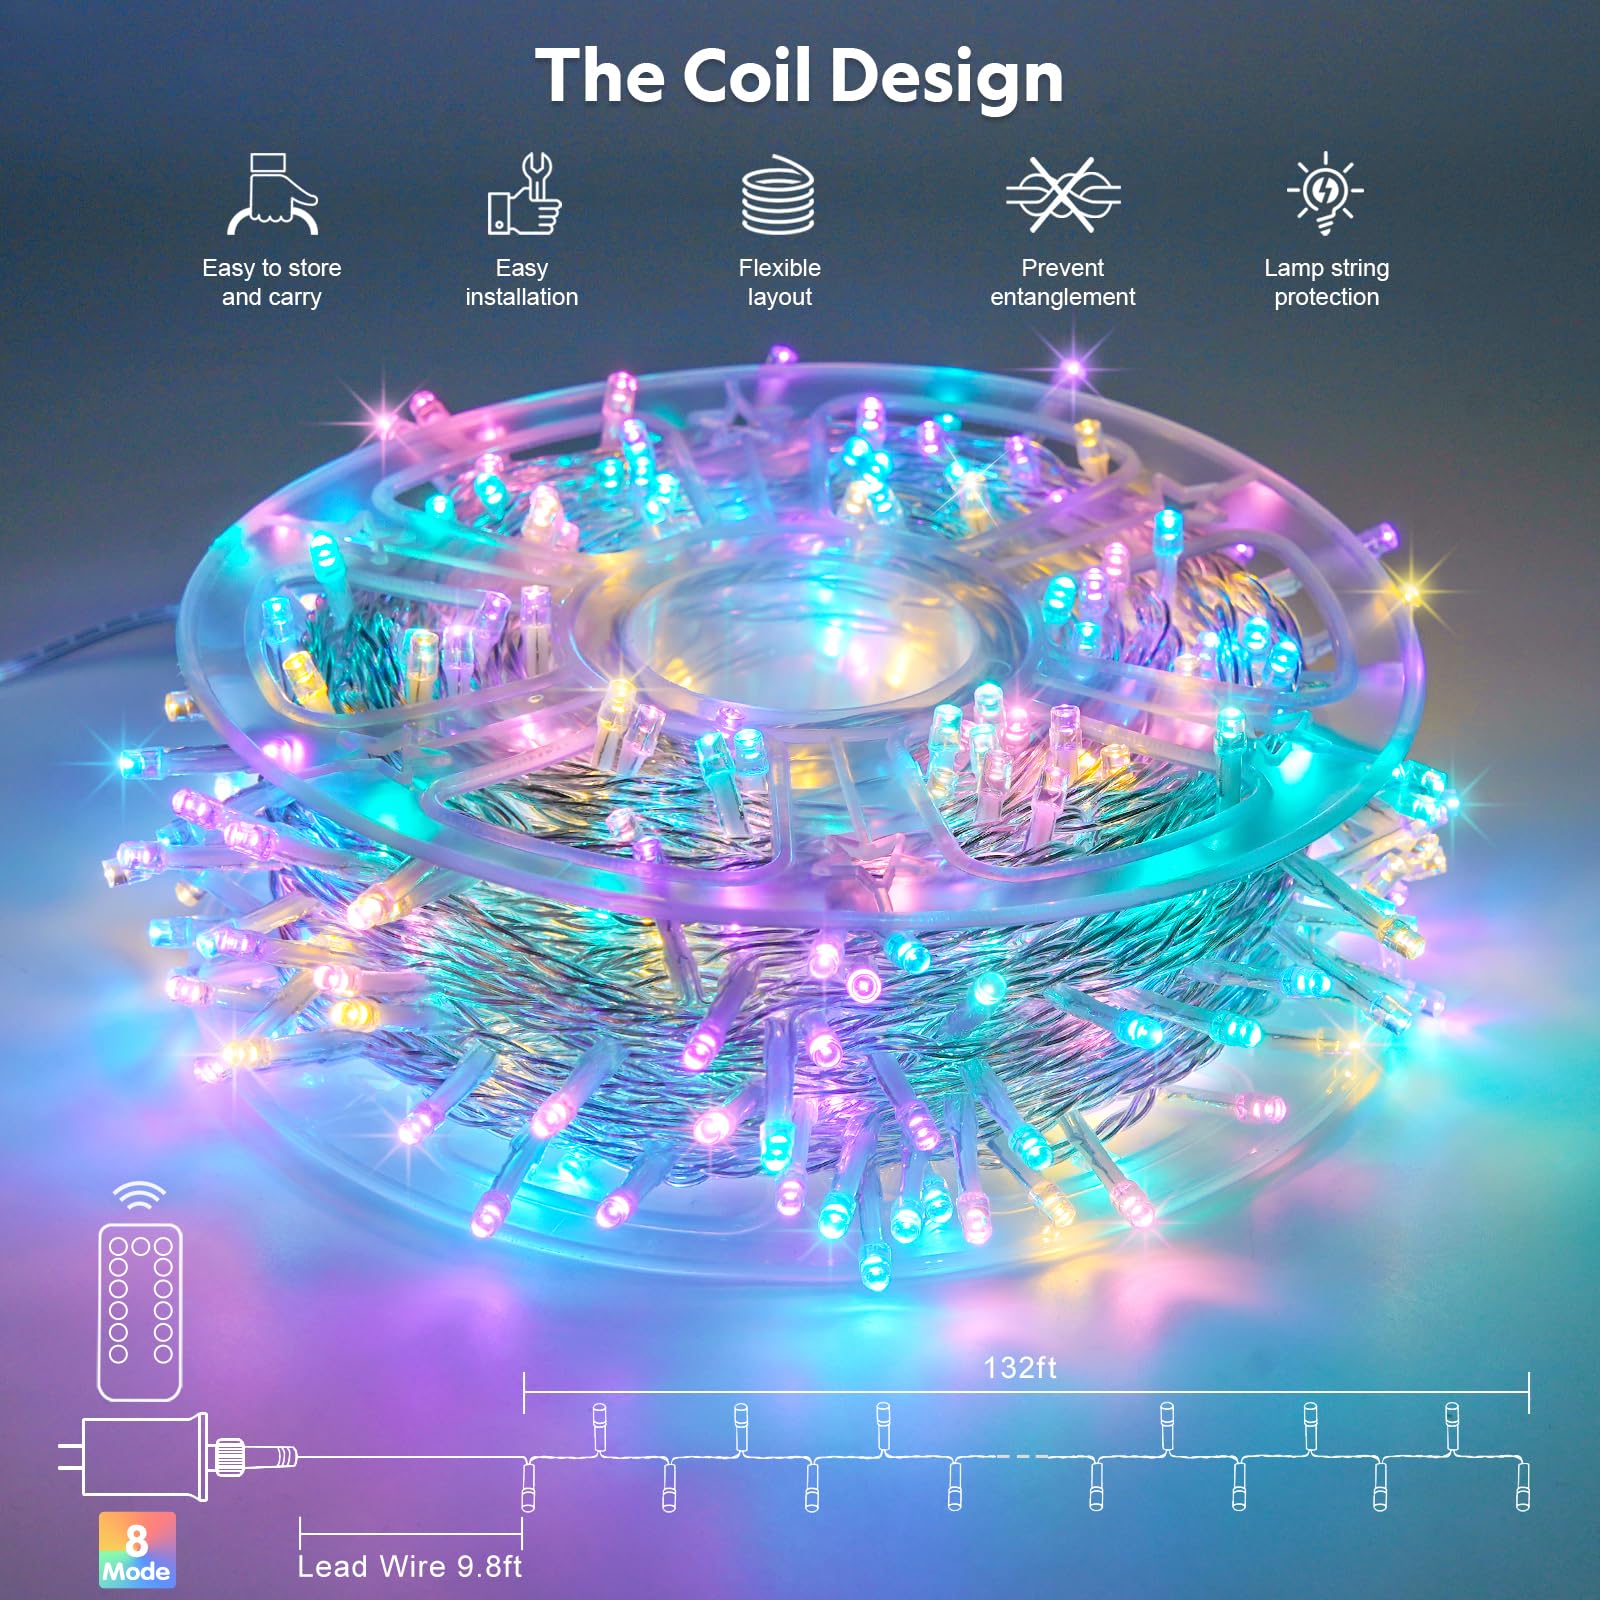 The Coil Design
Easy to store
and carry
Easy
installation
Flexible
layout
Prevent
entanglement
Lamp string
protection
132ft
8
Mode
Lead Wire 9.8ft